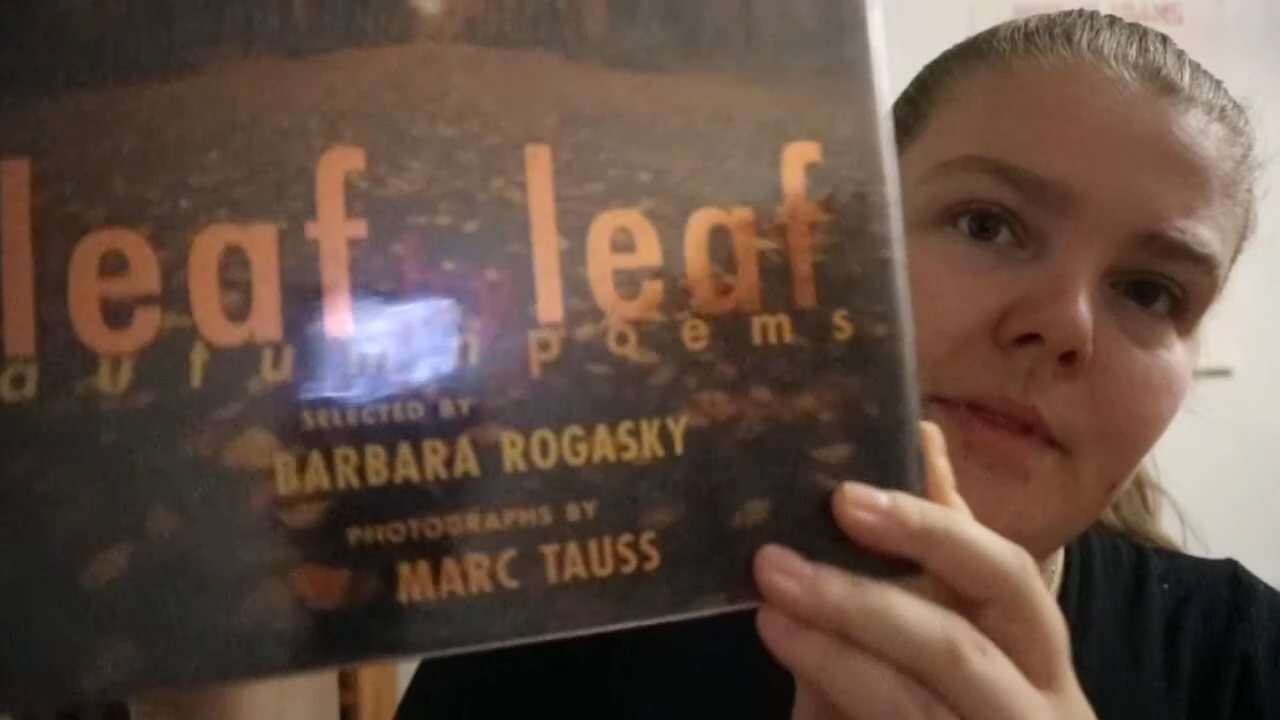 leaf by leaf
autumn poems
SELECTED BY
BARBARA ROGASKY
PHOTOGRAPHS BY
MARC TAUSS